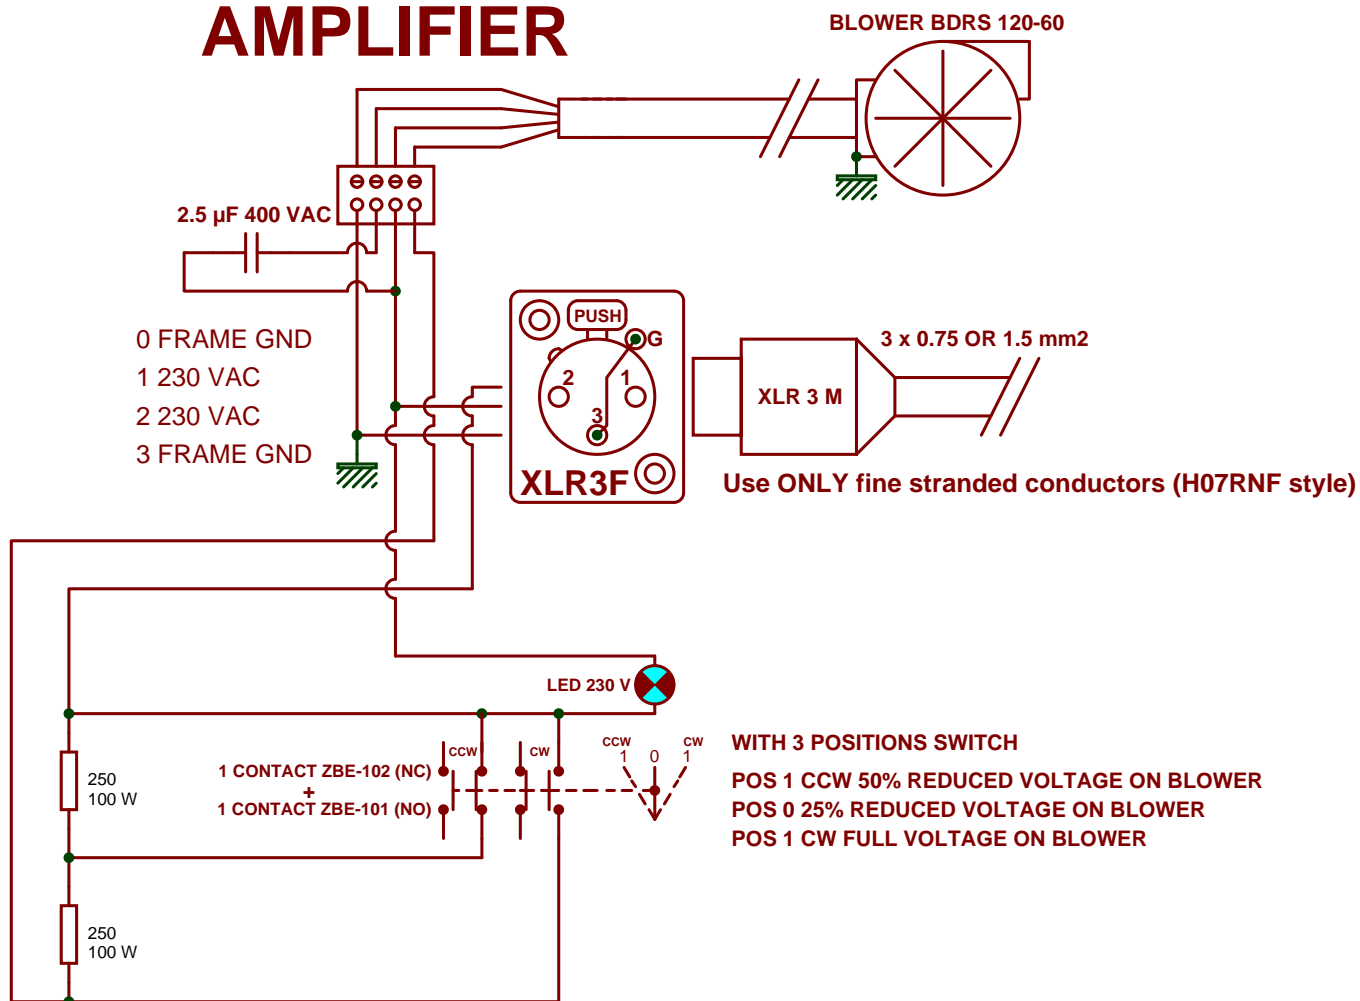 AMPLIFIER
BLOWER BDRS 120-60
2.5 µF 400 VAC
0 FRAME GND
1 230 VAC
2 230 VAC
3 FRAME GND
PUSH
G
2
1
3
XLR3F
XLR 3 M
3 x 0.75 OR 1.5 mm2
Use ONLY fine stranded conductors (H07RNF style)
LED 230 V
250
100 W
1 CONTACT ZBE-102 (NC)
+
1 CONTACT ZBE-101 (NO)
CCW
CW
CCW
1
0
CW
1
WITH 3 POSITIONS SWITCH
POS 1 CCW 50% REDUCED VOLTAGE ON BLOWER
POS 0 25% REDUCED VOLTAGE ON BLOWER
POS 1 CW FULL VOLTAGE ON BLOWER
250
100 W